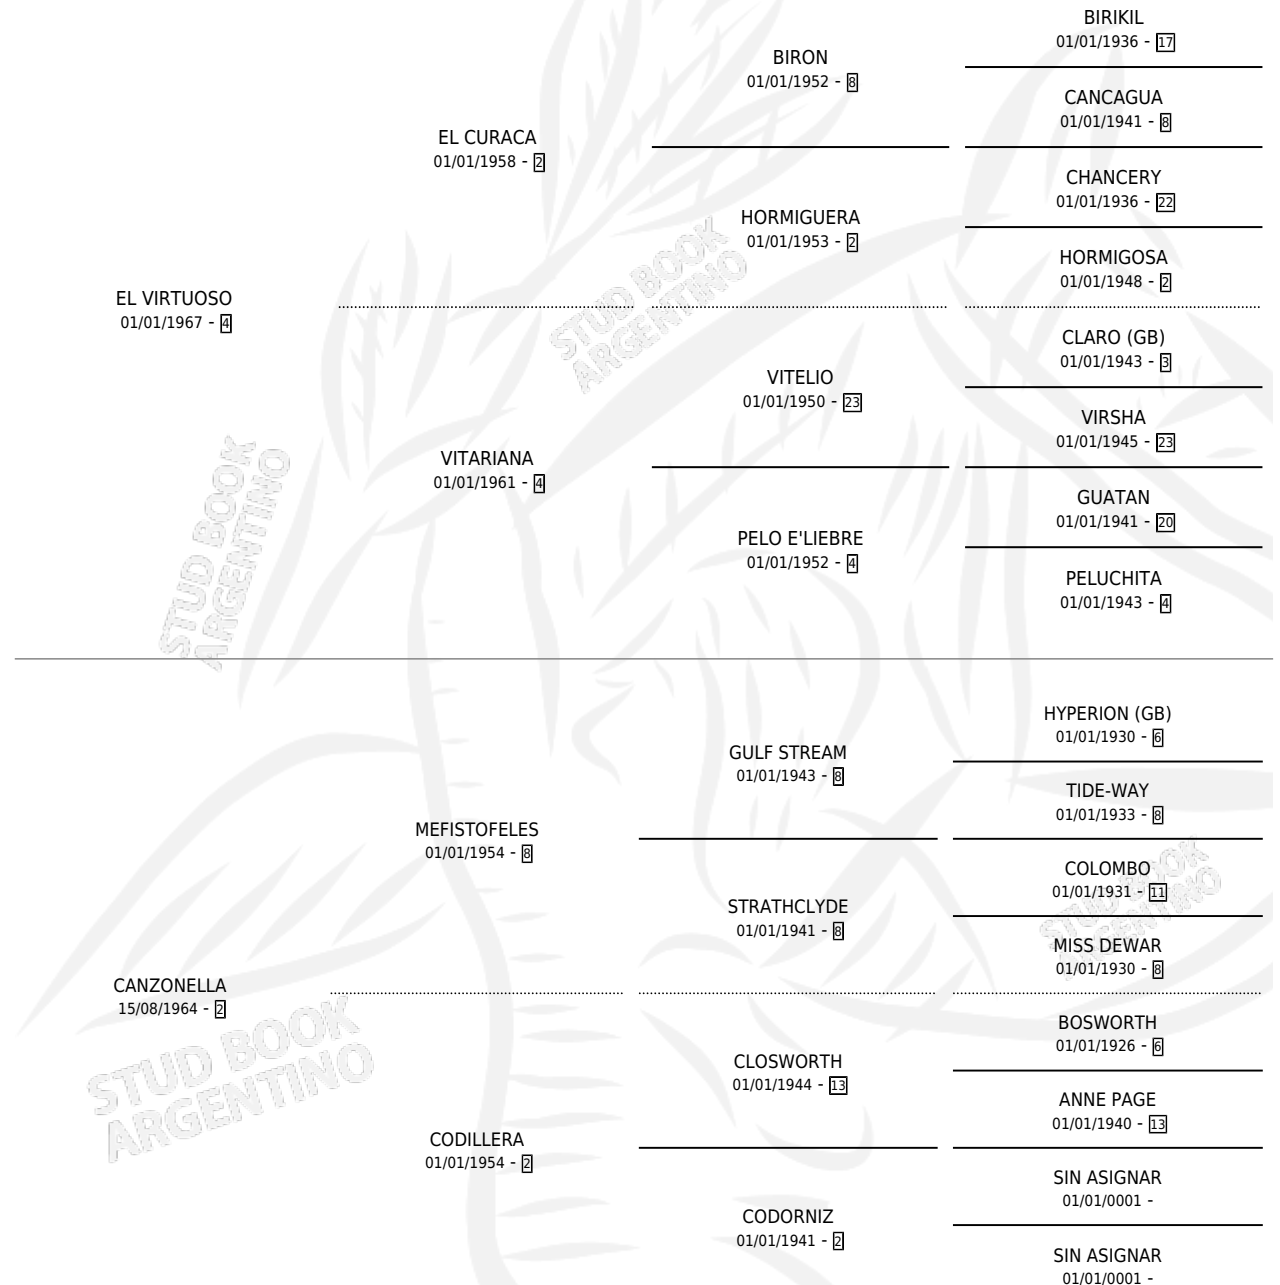 BIRIKIL
01/01/1936 - 17
BIRON
01/01/1952 - 8
CANCAGUA
01/01/1941 - 8
EL CURACA
01/01/1958 - 2
CHANCERY
01/01/1936 - 22
HORMIGUERA
01/01/1953 - 2
HORMIGOSA
01/01/1948 - 2
EL VIRTUOSO
01/01/1967 - 4
CLARO (GB)
01/01/1943 - 3
VITELIO
01/01/1950 - 23
VIRSHA
01/01/1945 - 23
VITARIANA
01/01/1961 - 4
GUATAN
01/01/1941 - 20
PELO E'LIEBRE
01/01/1952 - 4
PELUCHITA
01/01/1943 - 4
HYPERION (GB)
01/01/1930 - 6
GULF STREAM
01/01/1943 - 8
TIDE-WAY
01/01/1933 - 8
MEFISTOFELES
01/01/1954 - 8
COLOMBO
01/01/1931 - 11
STRATHCLYDE
01/01/1941 - 8
MISS DEWAR
01/01/1930 - 8
CANZONELLA
15/08/1964 - 2
BOSWORTH
01/01/1926 - 6
CLOSWORTH
01/01/1944 - 13
ANNE PAGE
01/01/1940 - 13
CODILLERA
01/01/1954 - 2
SIN ASIGNAR
01/01/0001 -
CODORNIZ
01/01/1941 - 2
SIN ASIGNAR
01/01/0001 -
STUD BOOK
ARGENTINO
STUD BOOK
ARGENTINO
STUD BOOK
ARGENTINO
STUD BOOK
ARGENTINO